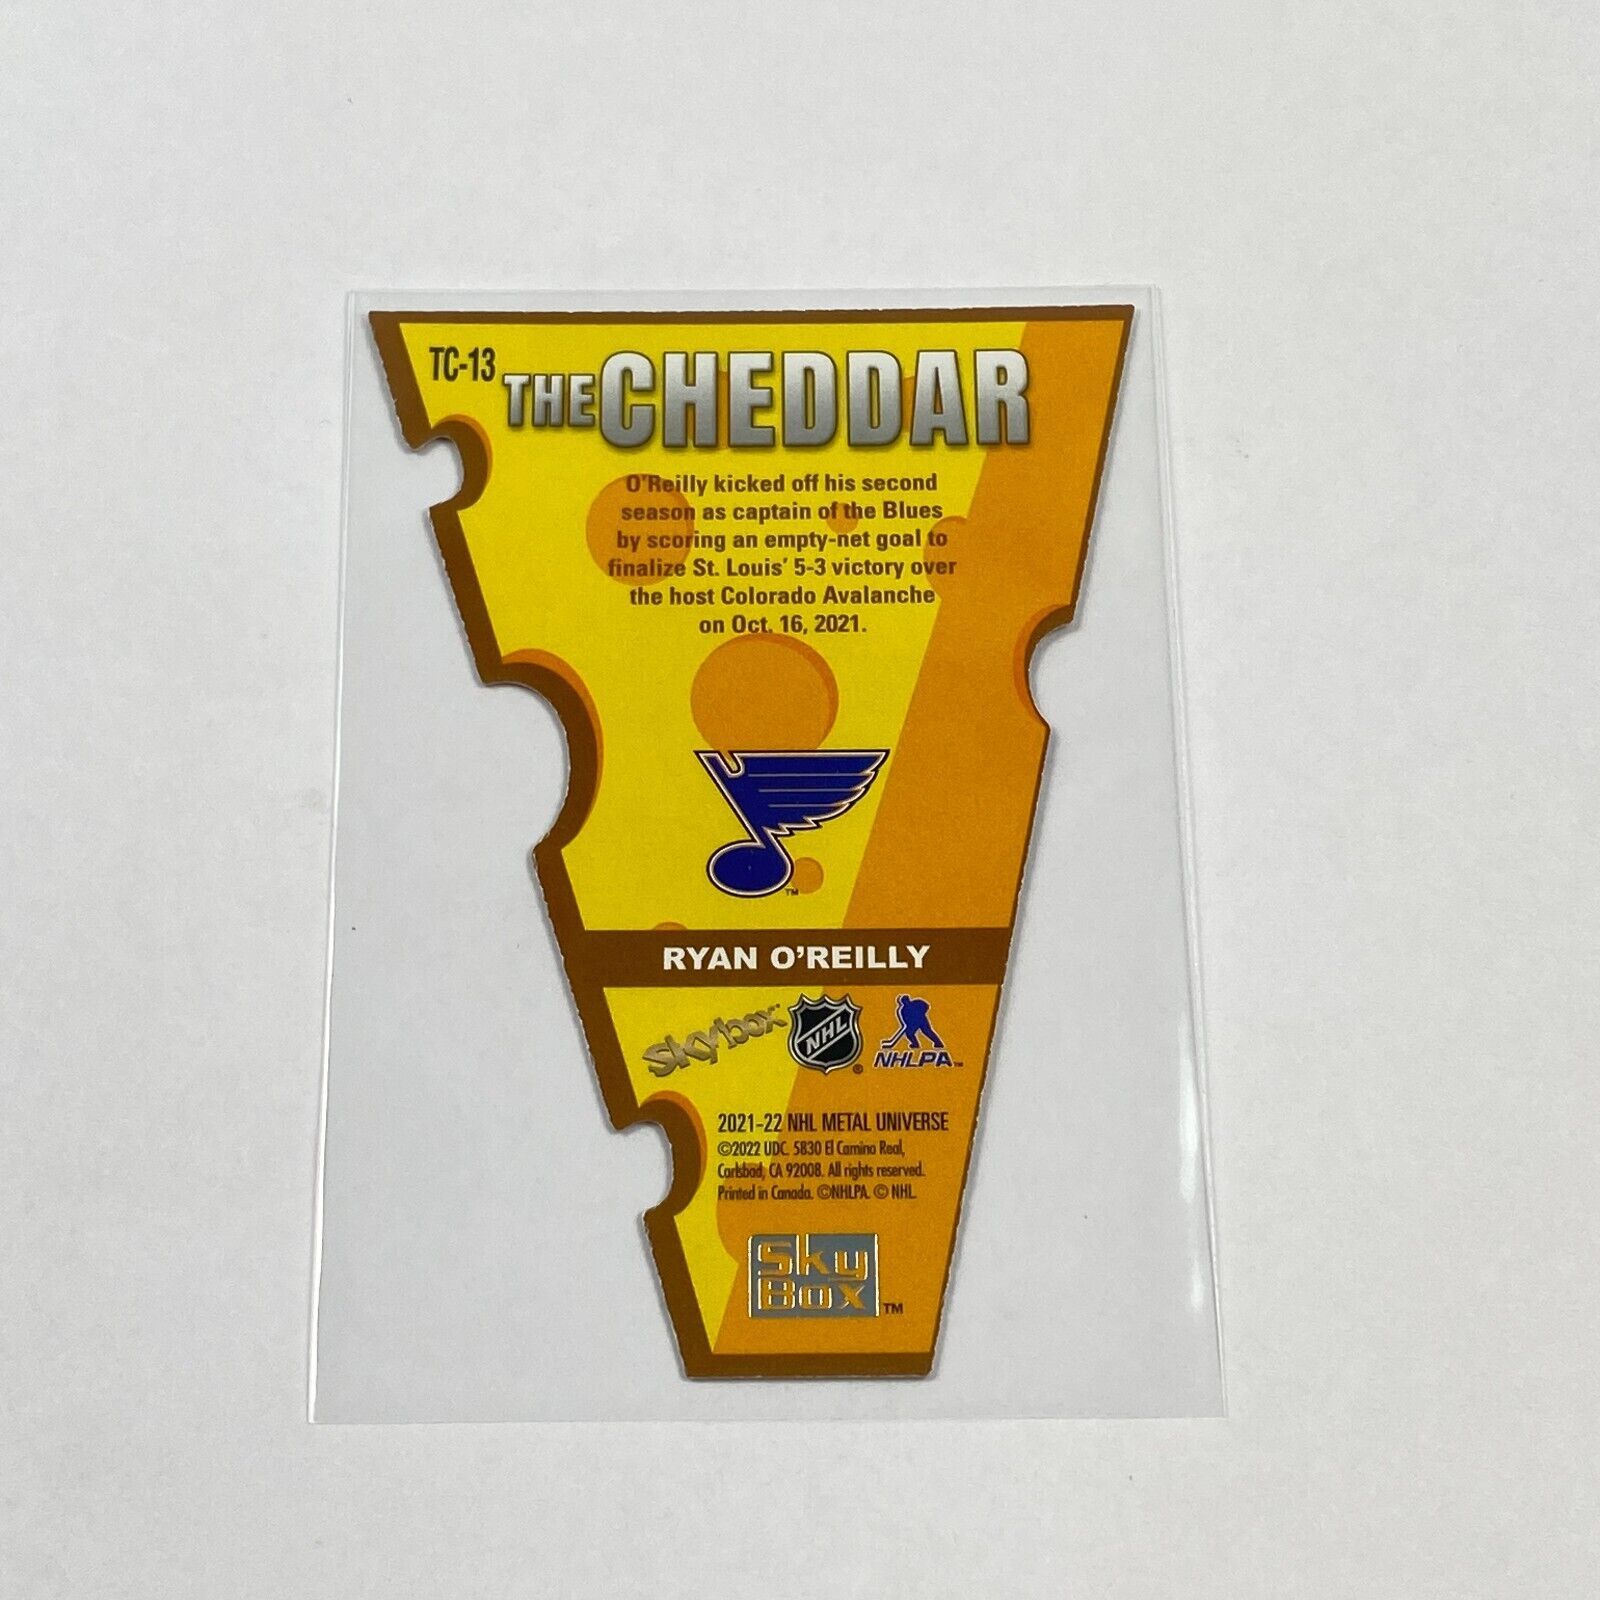 TC-13
THE CHEDDAR
O'Reilly kicked off his second
season as captain of the Blues
by scoring an empty-net goal to
finalize St. Louis' 5-3 victory over
the host Colorado Avalanche
on Oct. 16, 2021.
TM
RYAN O'REILLY
skybox NHL ® NHLPA TM
2021-22 NHL METAL UNIVERSE
©2022 UDC. 5830 El Camino Real,
Carlsbad, CA 92008. All rights reserved.
Printed in Canada. ©NHLPA. © NHL.
Sky
Box TM